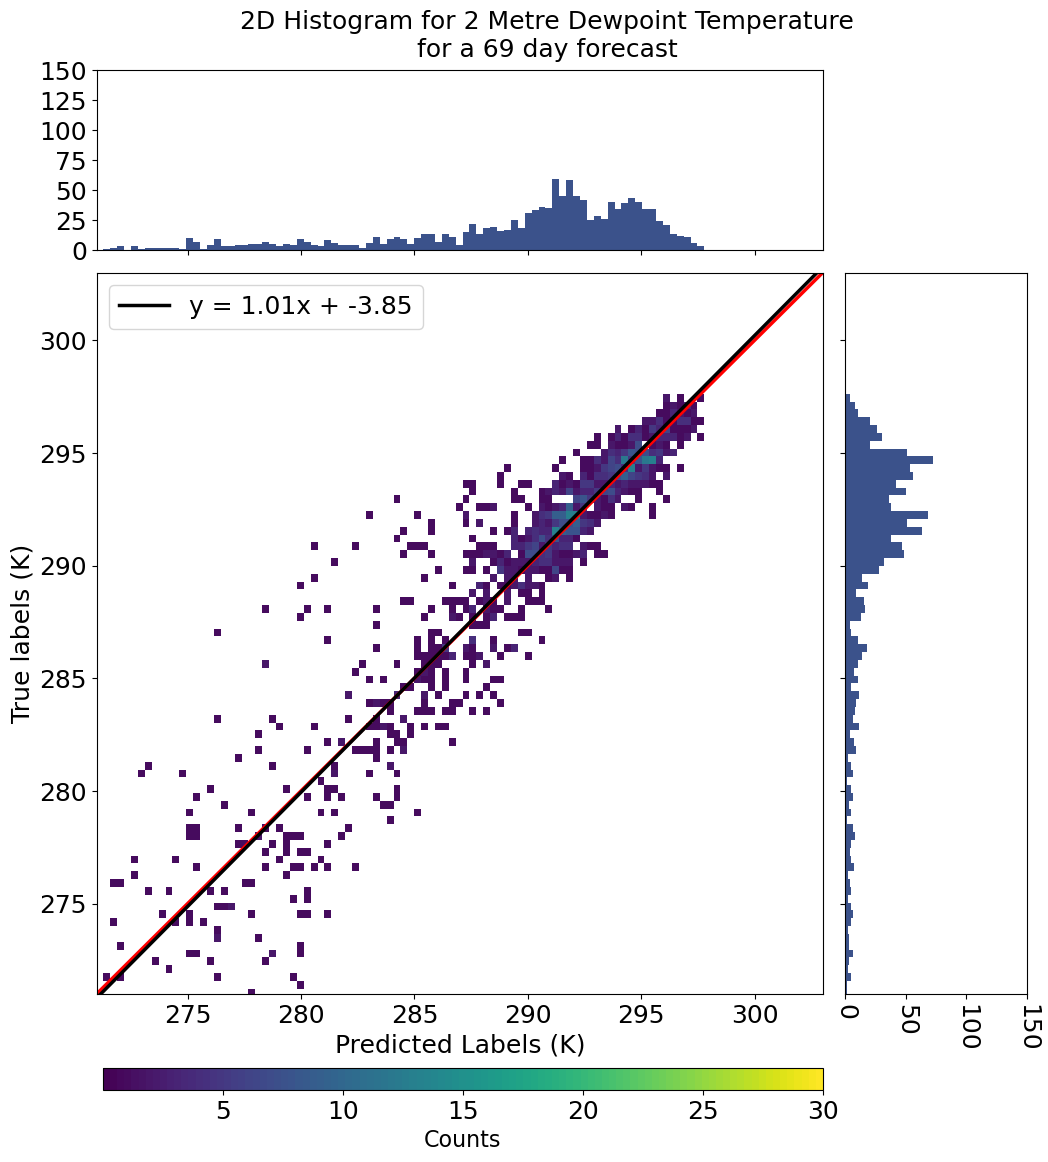 2D Histogram for 2 Metre Dewpoint Temperature
for a 69 day forecast
150
125
100
75
50
25
0
y = 1.01x + -3.85
300
295
290
285
280
275
True labels (K)
275 280 285 290 295 300
Predicted Labels (K)
0 50 100 150
5 10 15 20 25 30
Counts